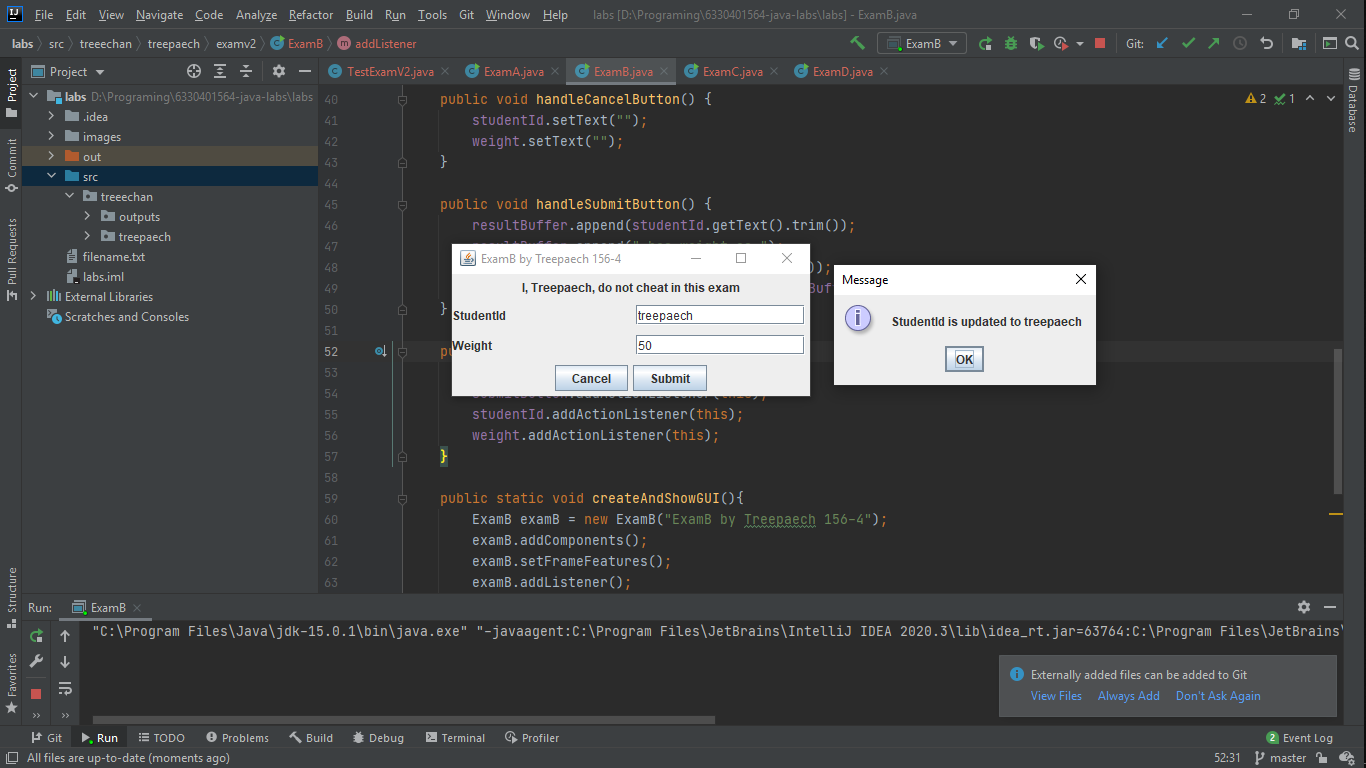 File Edit View Navigate Code Analyze Refactor Build Run Tools Git Window Help labs [D:\Programing\6330401564-java-labs\labs] - ExamB.java
labs src treeechan treepaech examv2 ExamB addListener ExamB Git:
Project
TestExamV2.java ExamA.java ExamB.java ExamC.java ExamD.java
labs D:\Programing\6330401564-java-labs\labs
.idea
images
out
src
treeechan
outputs
treepaech
filename.txt
labs.iml
External Libraries
Scratches and Consoles
Project
Commit
Pull Requests
Structure
Favorites
Database
2 1
40 public void handleCancelButton() {
41 studentId.setText("");
42 weight.setText("");
43 }
44
45 public void handleSubmitButton() {
46 resultBuffer.append(studentId.getText().trim());
47
48 ));
49
50 }
51
52
53
54
55 studentId.addActionListener(this);
56 weight.addActionListener(this);
57 }
58
59 public static void createAndShowGUI(){
60 ExamB examB = new ExamB("ExamB by Treepaech 156-4");
61 examB.addComponents();
62 examB.setFrameFeatures();
63 examB.addListener();
ExamB by Treepaech 156-4
I, Treepaech, do not cheat in this exam
StudentId treepaech
Weight 50
Cancel Submit
Message
StudentId is updated to treepaech
OK
Run: ExamB
"C:\Program Files\Java\jdk-15.0.1\bin\java.exe" "-javaagent:C:\Program Files\JetBrains\IntelliJ IDEA 2020.3\lib\idea_rt.jar=63764:C:\Program Files\JetBrains\
Externally added files can be added to Git
View Files Always Add Don't Ask Again
Git Run TODO Problems Build Debug Terminal Profiler 2 Event Log
All files are up-to-date (moments ago) 52:31 master